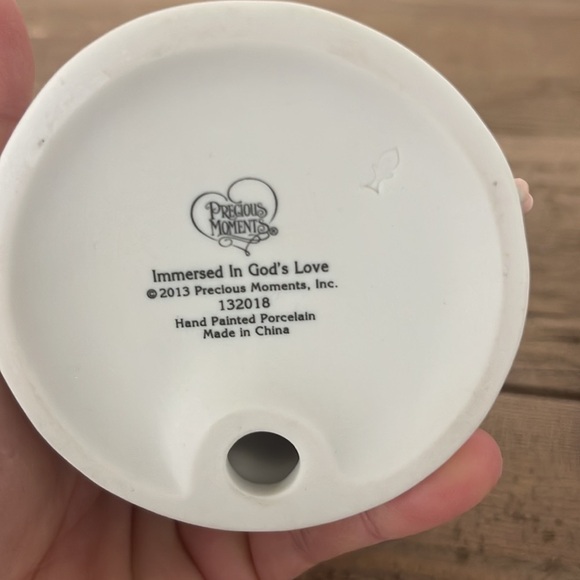 PRECIOUS
MOMENTS®
Immersed In God's Love
©2013 Precious Moments, Inc.
132018
Hand Painted Porcelain
Made in China